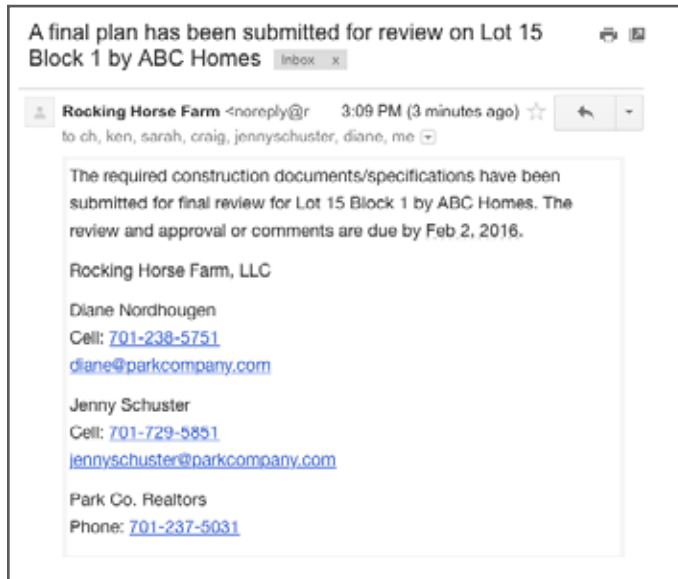 A final plan has been submitted for review on Lot 15
Block 1 by ABC Homes Inbox x
Rocking Horse Farm <noreply@r 3:09 PM (3 minutes ago)
to ch, ken, sarah, craig, jennyschuster, diane, me
The required construction documents/specifications have been
submitted for final review for Lot 15 Block 1 by ABC Homes. The
review and approval or comments are due by Feb 2, 2016.
Rocking Horse Farm, LLC
Diane Nordhougen
Cell: 701-238-5751
diane@parkcompany.com
Jenny Schuster
Cell: 701-729-5851
jennyschuster@parkcompany.com
Park Co. Realtors
Phone: 701-237-5031